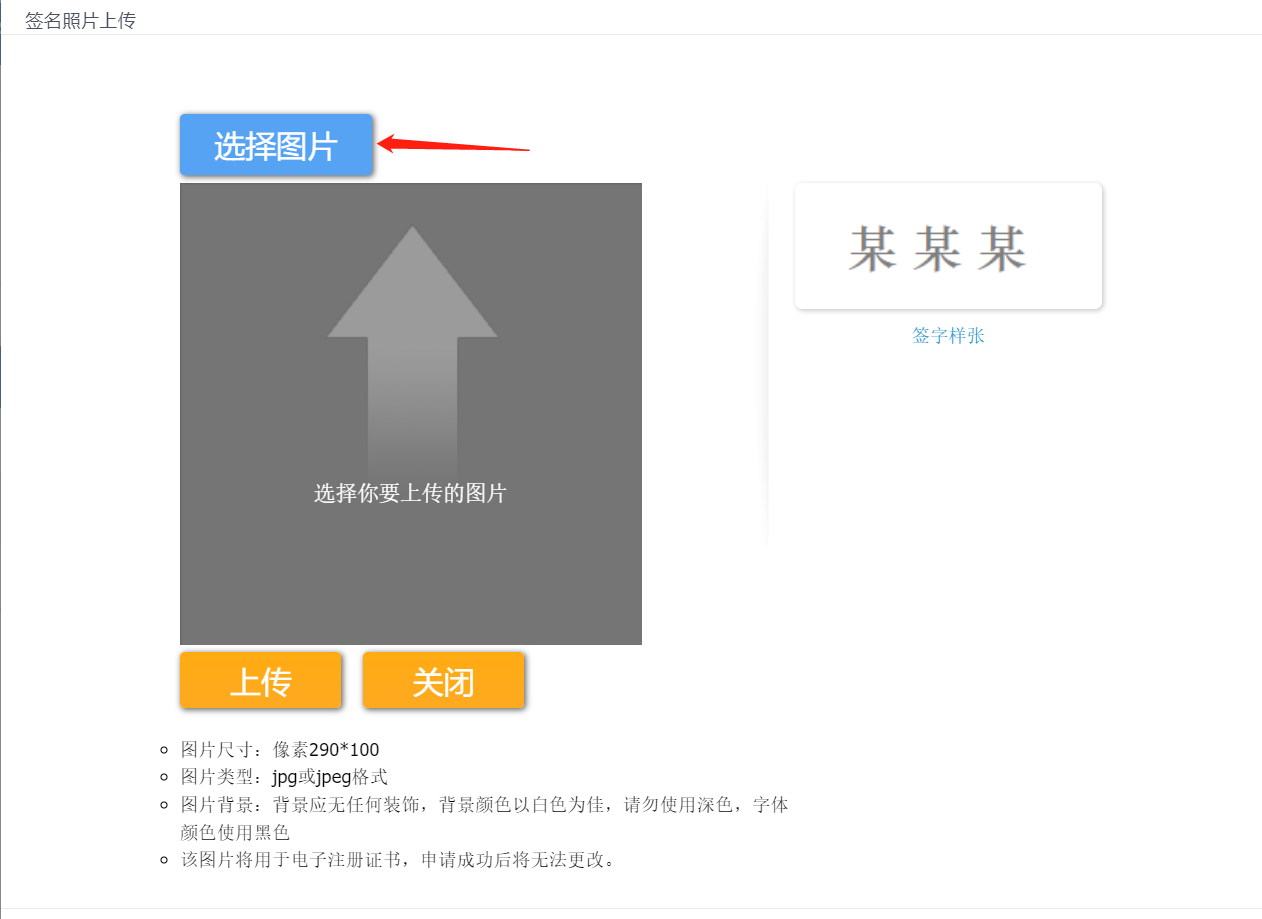 签名照片上传
选择图片
选择你要上传的图片
某 某 某
签字样张
上传
关闭
图片尺寸：像素290*100
图片类型：jpg或jpeg格式
图片背景：背景应无任何装饰，背景颜色以白色为佳，请勿使用深色，字体
颜色使用黑色
该图片将用于电子注册证书，申请成功后将无法更改。